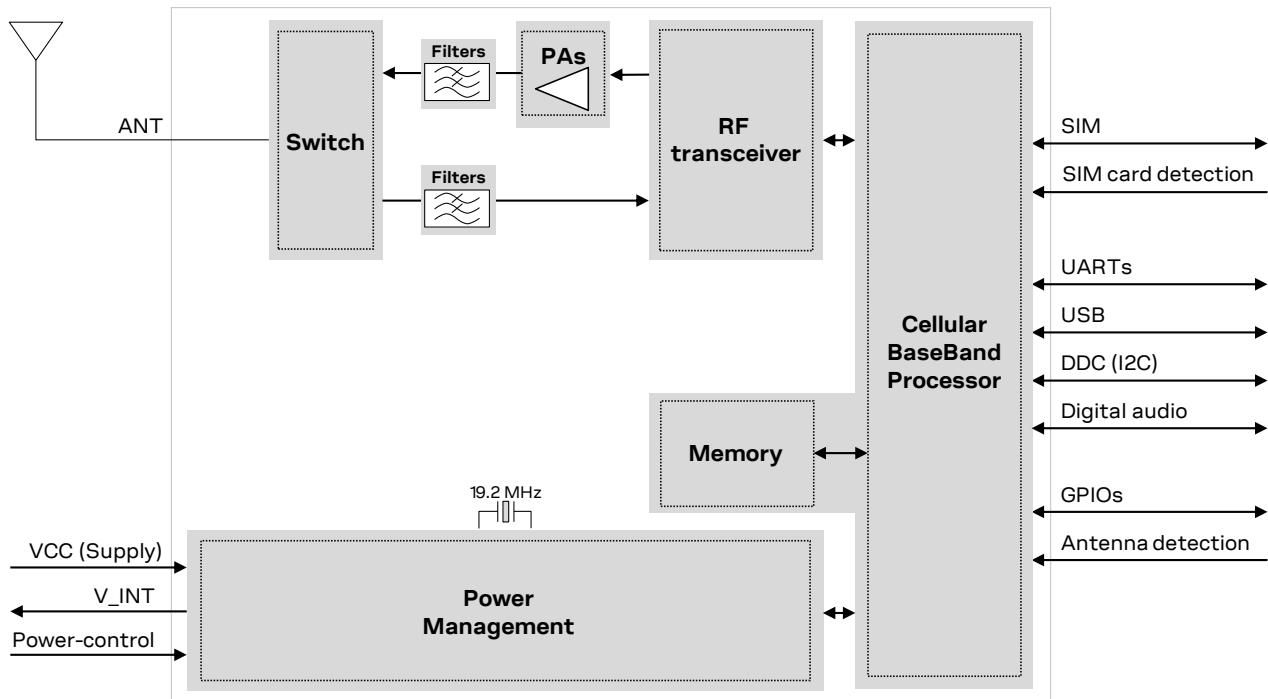 Filters
PAs
ANT
Switch
RF
transceiver
Filters
SIM
SIM card detection
UARTs
USB
Cellular
BaseBand
Processor
DDC (I2C)
Digital audio
Memory
19.2 MHz
GPIOs
Antenna detection
VCC (Supply)
V_INT
Power-control
Power
Management